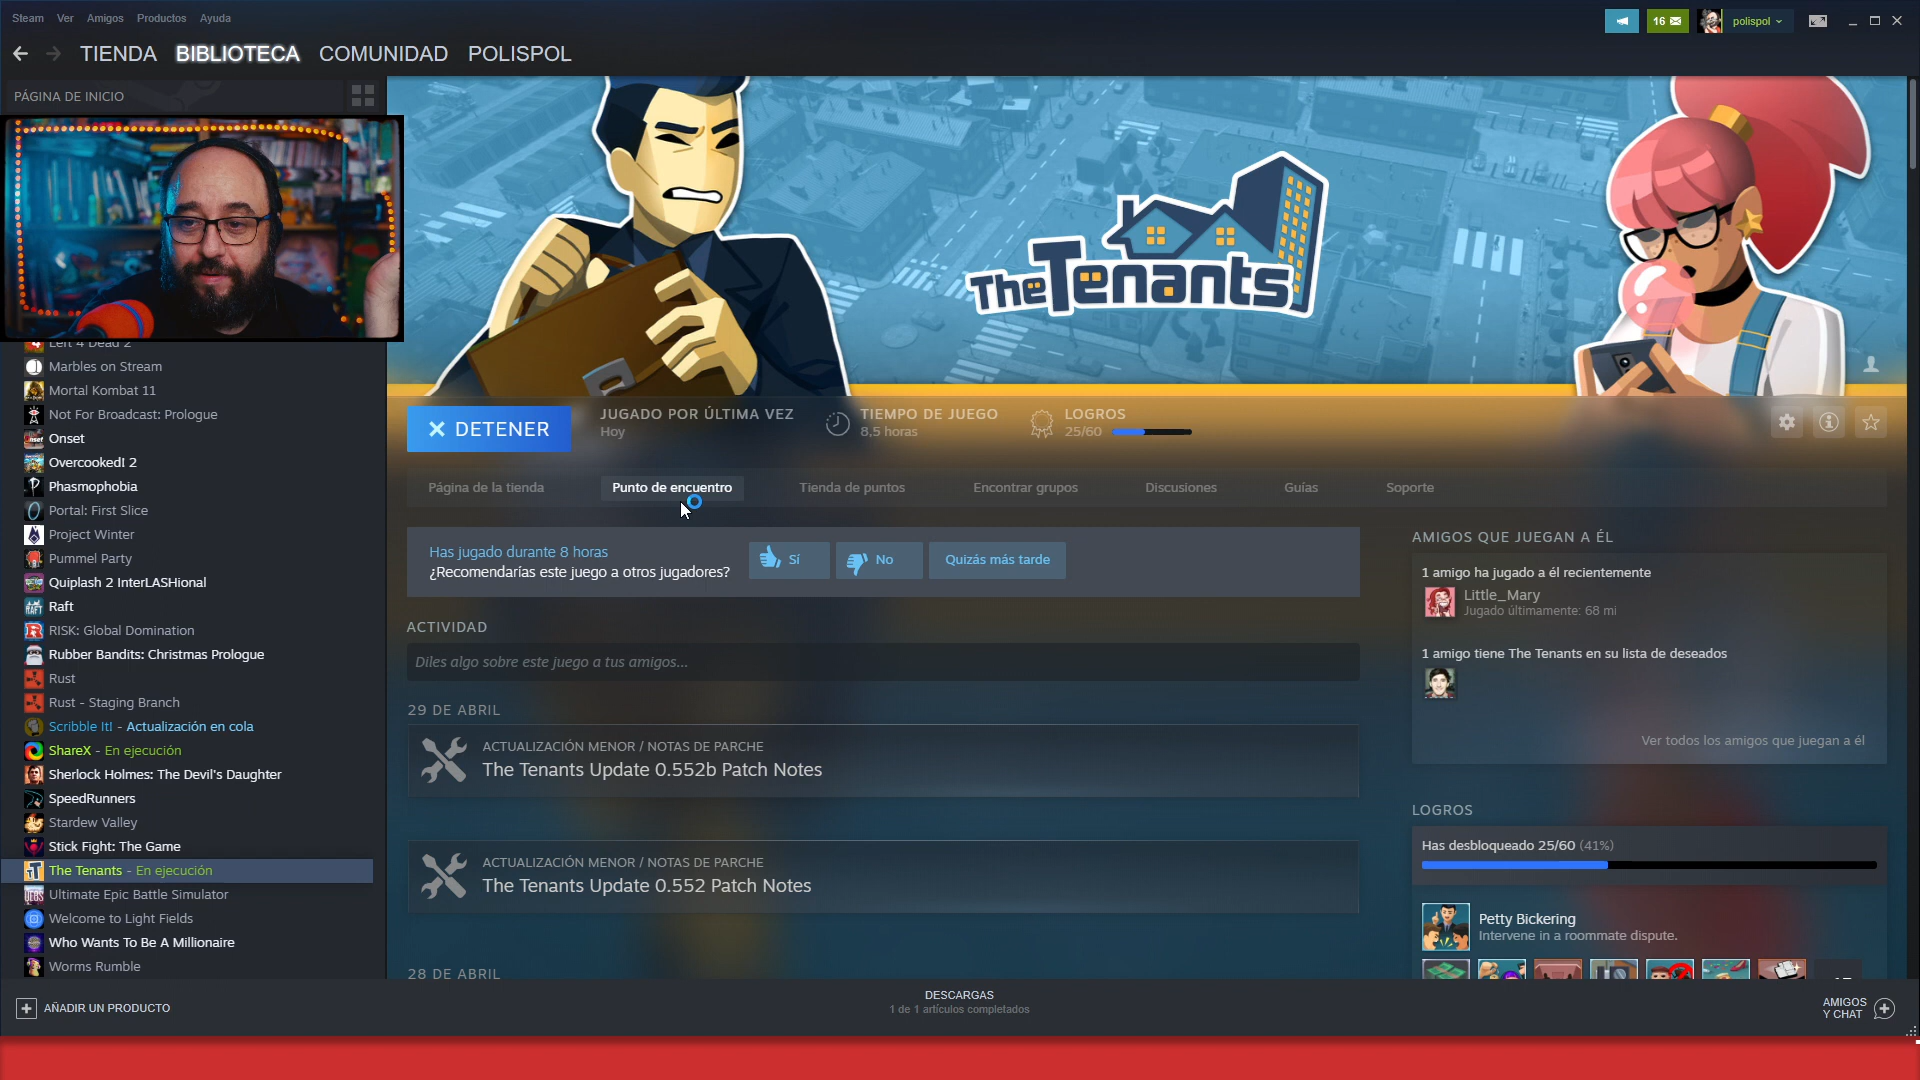 Steam Ver Amigos Productos Ayuda
16
polispol
TIENDA BIBLIOTECA COMUNIDAD POLISPOL
PÁGINA DE INICIO
Left 4 Dead 2
Marbles on Stream
Mortal Kombat 11
Not For Broadcast: Prologue
Onset
Overcooked! 2
Phasmophobia
Portal: First Slice
Project Winter
Pummel Party
Quiplash 2 InterLASHional
Raft
RISK: Global Domination
Rubber Bandits: Christmas Prologue
Rust
Rust - Staging Branch
Scribble It! - Actualización en cola
ShareX - En ejecución
Sherlock Holmes: The Devil's Daughter
SpeedRunners
Stardew Valley
Stick Fight: The Game
The Tenants - En ejecución
Ultimate Epic Battle Simulator
Welcome to Light Fields
Who Wants To Be A Millionaire
Worms Rumble
The Tenants
DETENER
JUGADO POR ÚLTIMA VEZ
Hoy
TIEMPO DE JUEGO
8,5 horas
LOGROS
25/60
Página de la tienda Punto de encuentro Tienda de puntos Encontrar grupos Discusiones Guías Soporte
Has jugado durante 8 horas
¿Recomendarías este juego a otros jugadores?
Sí
No
Quizás más tarde
ACTIVIDAD
Diles algo sobre este juego a tus amigos...
29 DE ABRIL
ACTUALIZACIÓN MENOR / NOTAS DE PARCHE
The Tenants Update 0.552b Patch Notes
ACTUALIZACIÓN MENOR / NOTAS DE PARCHE
The Tenants Update 0.552 Patch Notes
28 DE ABRIL
AMIGOS QUE JUEGAN A ÉL
1 amigo ha jugado a él recientemente
Little_Mary
Jugado últimamente: 68 mi
1 amigo tiene The Tenants en su lista de deseados
Ver todos los amigos que juegan a él
LOGROS
Has desbloqueado 25/60 (41%)
Petty Bickering
Intervene in a roommate dispute.
AÑADIR UN PRODUCTO
DESCARGAS
1 de 1 artículos completados
AMIGOS
Y CHAT